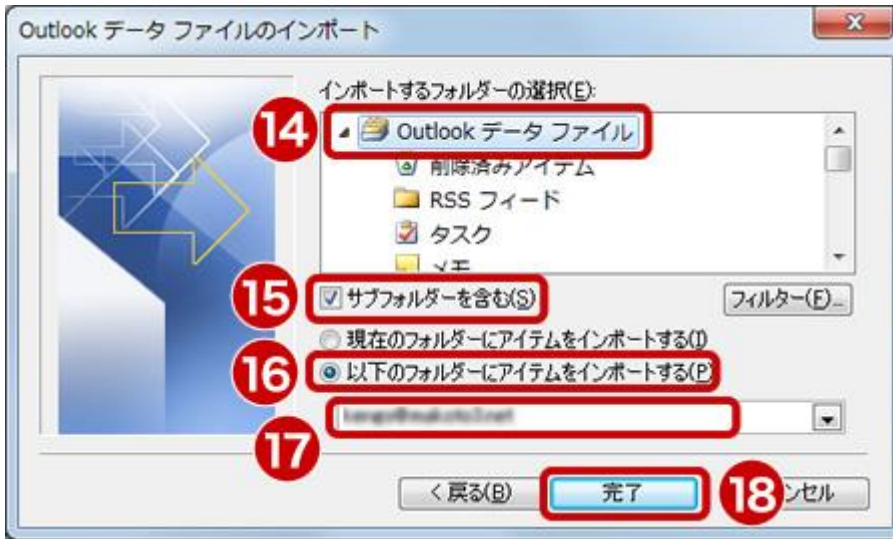 Outlook データ ファイルのインポート
インポートするフォルダーの選択(E):
14
Outlook データ ファイル
削除済みアイテム
RSS フィード
タスク
メモ
15
サブフォルダーを含む(S)
フィルター(F)...
現在のフォルダーにアイテムをインポートする(I)
16
以下のフォルダーにアイテムをインポートする(P)
17
< 戻る(B)
完了
18
ンセル